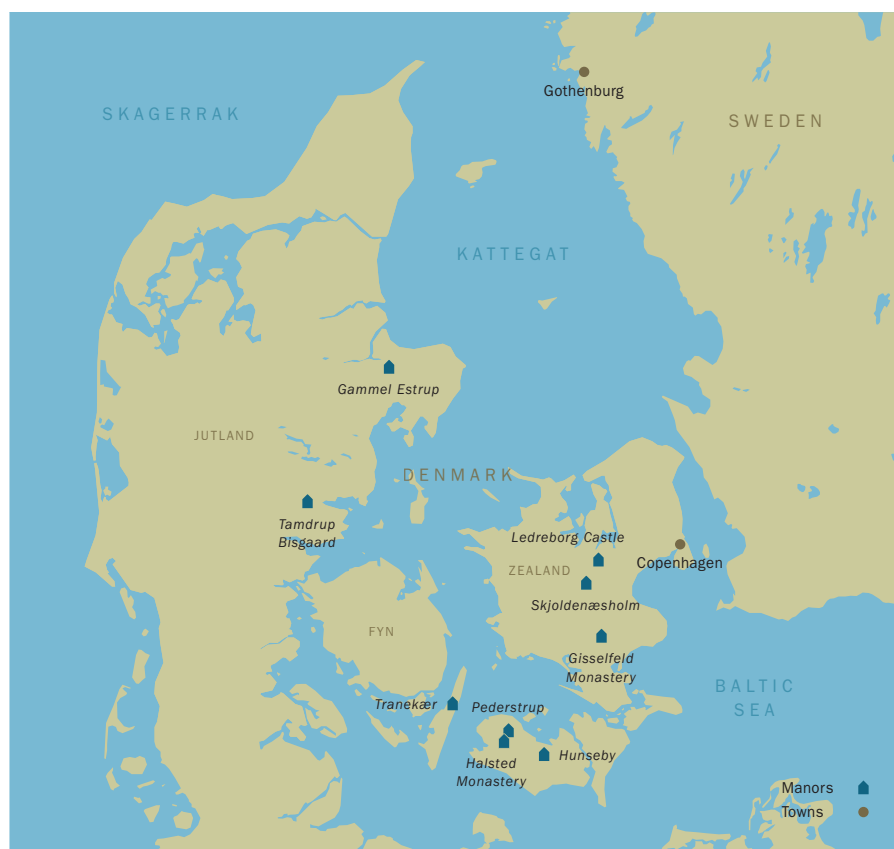 Gothenburg
SKAGERRAK
SWEDEN
KATTEGAT
Gammel Estrup
JUTLAND
DENMARK
Tamdrup
Bisgaard
Ledreborg Castle
Copenhagen
ZEALAND
Skjoldenæsholm
FYN
Gisselfeld
Monastery
BALTIC
SEA
Tranekær
Pederstrup
Hunseby
Halsted
Monastery
Manors
Towns